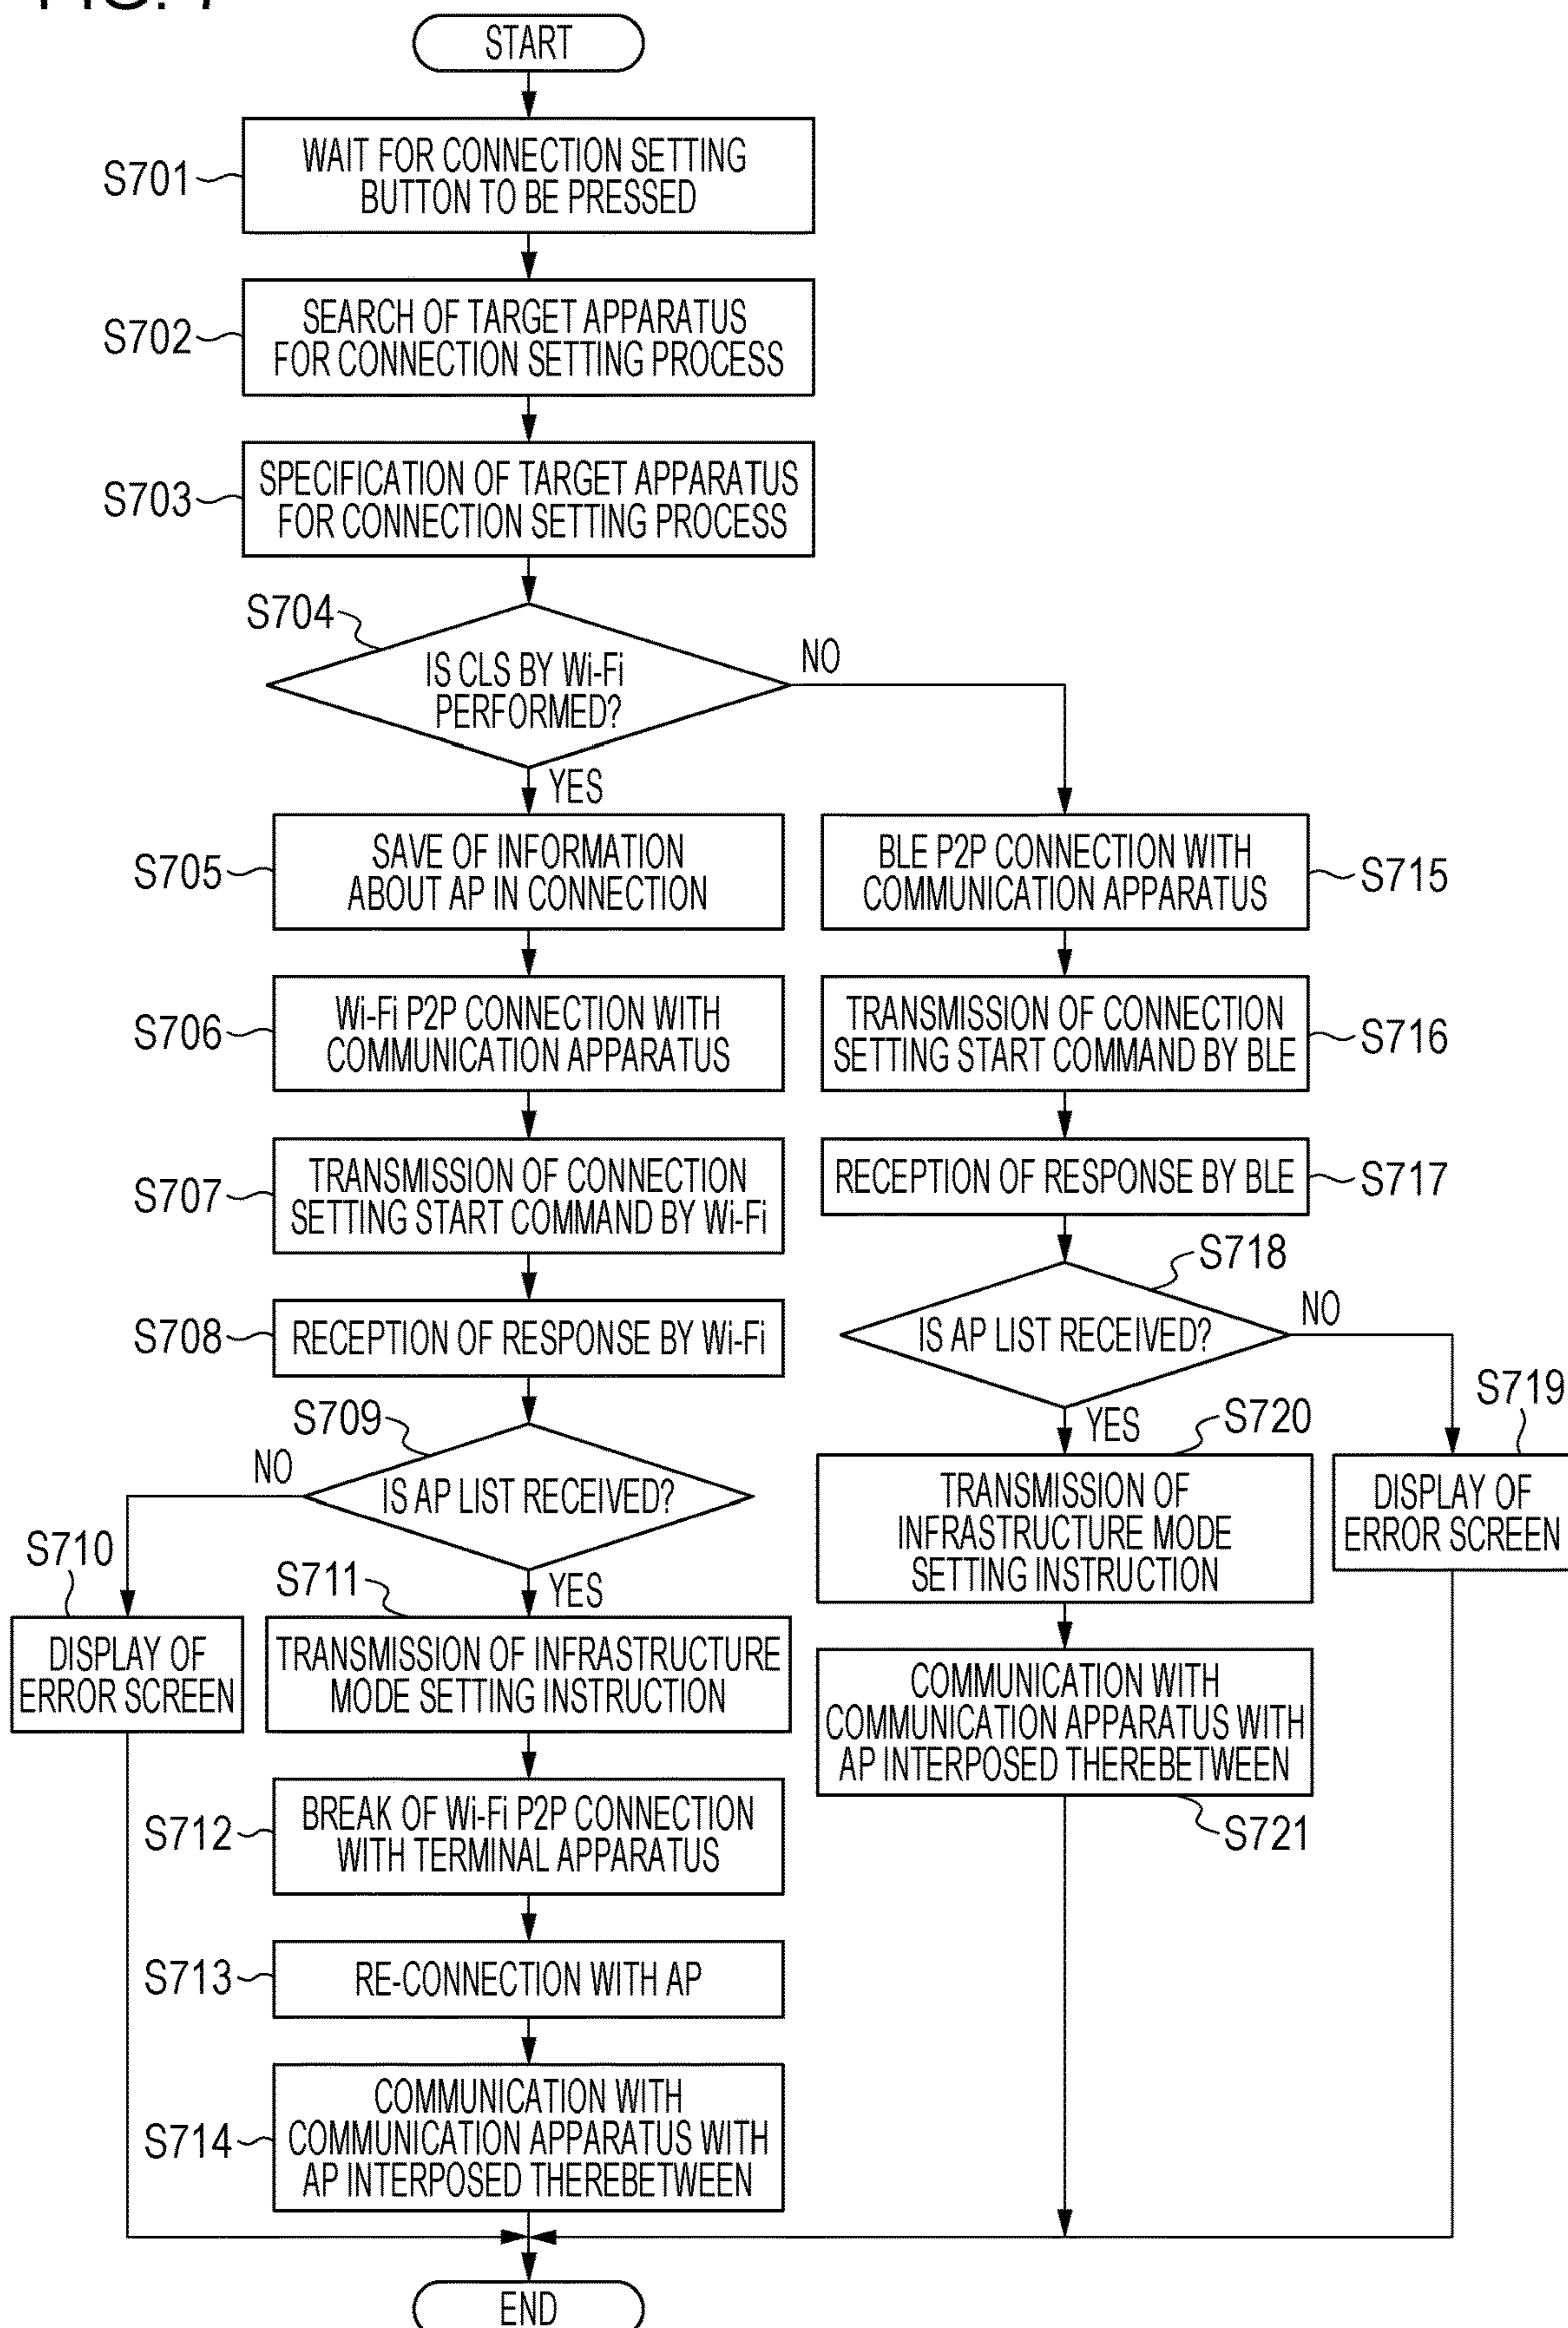 START
S701
WAIT FOR CONNECTION SETTING
BUTTON TO BE PRESSED
S702
SEARCH OF TARGET APPARATUS
FOR CONNECTION SETTING PROCESS
S703
SPECIFICATION OF TARGET APPARATUS
FOR CONNECTION SETTING PROCESS
S704
IS CLS BY Wi-Fi
PERFORMED?
NO
YES
S705
SAVE OF INFORMATION
ABOUT AP IN CONNECTION
S706
Wi-Fi P2P CONNECTION WITH
COMMUNICATION APPARATUS
S707
TRANSMISSION OF CONNECTION
SETTING START COMMAND BY Wi-Fi
S708
RECEPTION OF RESPONSE BY Wi-Fi
S709
IS AP LIST RECEIVED?
NO
YES
S710
DISPLAY OF
ERROR SCREEN
S711
TRANSMISSION OF INFRASTRUCTURE
MODE SETTING INSTRUCTION
S712
BREAK OF Wi-Fi P2P CONNECTION
WITH TERMINAL APPARATUS
S713
RE-CONNECTION WITH AP
S714
COMMUNICATION WITH
COMMUNICATION APPARATUS WITH
AP INTERPOSED THEREBETWEEN
BLE P2P CONNECTION WITH
COMMUNICATION APPARATUS
S715
TRANSMISSION OF CONNECTION
SETTING START COMMAND BY BLE
S716
RECEPTION OF RESPONSE BY BLE
S717
S718
IS AP LIST RECEIVED?
NO
YES
S719
DISPLAY OF
ERROR SCREEN
S720
TRANSMISSION OF
INFRASTRUCTURE MODE
SETTING INSTRUCTION
COMMUNICATION WITH
COMMUNICATION APPARATUS WITH
AP INTERPOSED THEREBETWEEN
S721
END